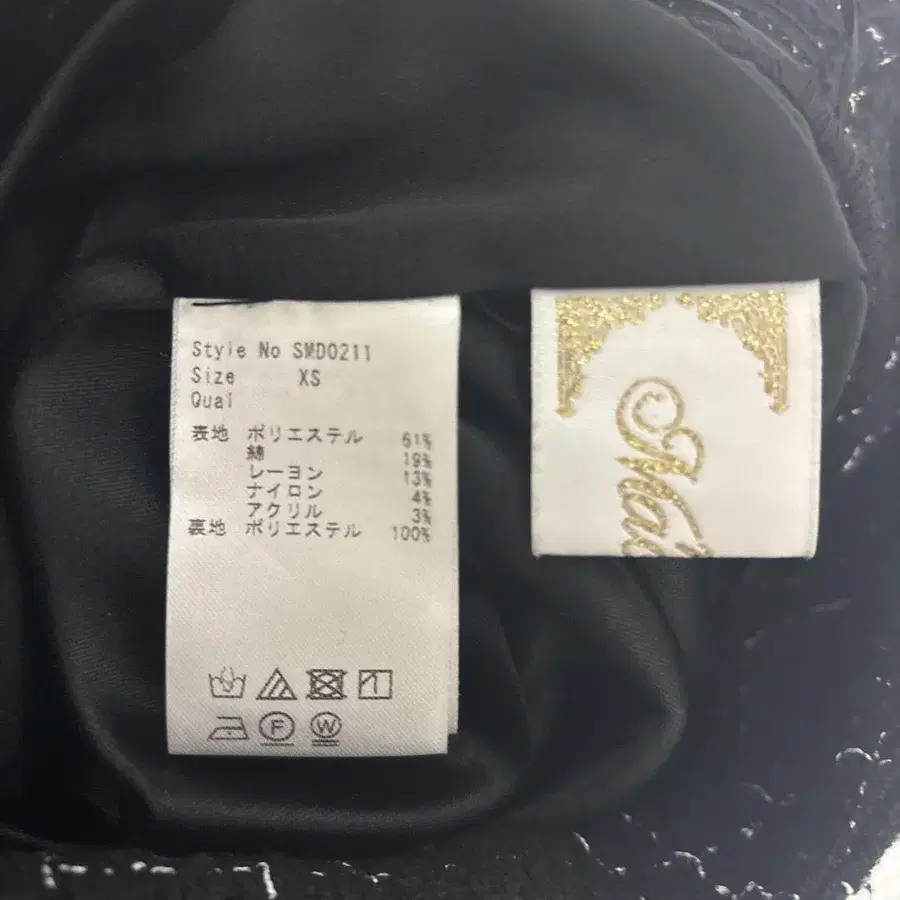 Style No SMD0211
Size XS
Qual
表地 ポリエステル 61%
綿 19%
レーヨン 13%
ナイロン 4%
アクリル 3%
裏地 ポリエステル 100%
F W